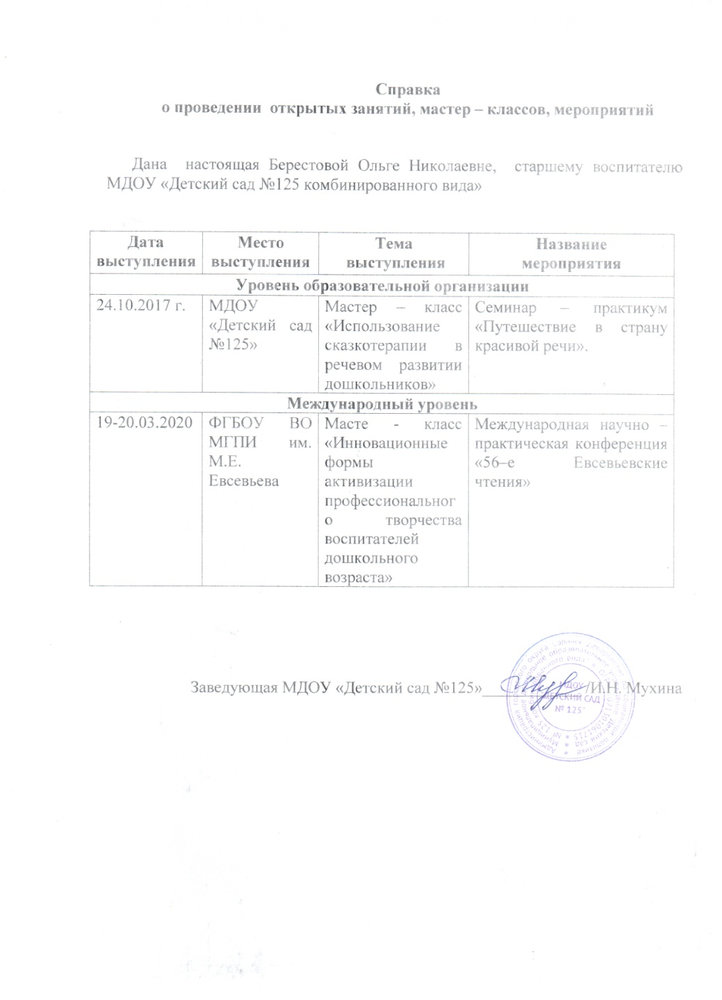 Справка
о проведении открытых занятий, мастер – классов, мероприятий
Дана настоящая Берестовой Ольге Николаевне, старшему воспитателю
МДОУ «Детский сад №125 комбинированного вида»
Дата
выступления
Место
выступления
Тема
выступления
Название
мероприятия
Уровень образовательной организации
24.10.2017 г.
МДОУ
«Детский сад
№125»
Мастер – класс
«Использование
сказкотерапии в
речевом развитии
дошкольников»
Семинар – практикум
«Путешествие в страну
красивой речи».
Международный уровень
19-20.03.2020
ФГБОУ ВО
МГПИ им.
М.Е.
Евсевьева
Масте - класс
«Инновационные
формы
активизации
профессиональног
о творчества
воспитателей
дошкольного
возраста»
Международная научно –
практическая конференция
«56–е Евсевьевские
чтения»
Заведующая МДОУ «Детский сад №125»____________/И.Н. Мухина
МДОУ
ДЕТСКИЙ САД
№ 125"